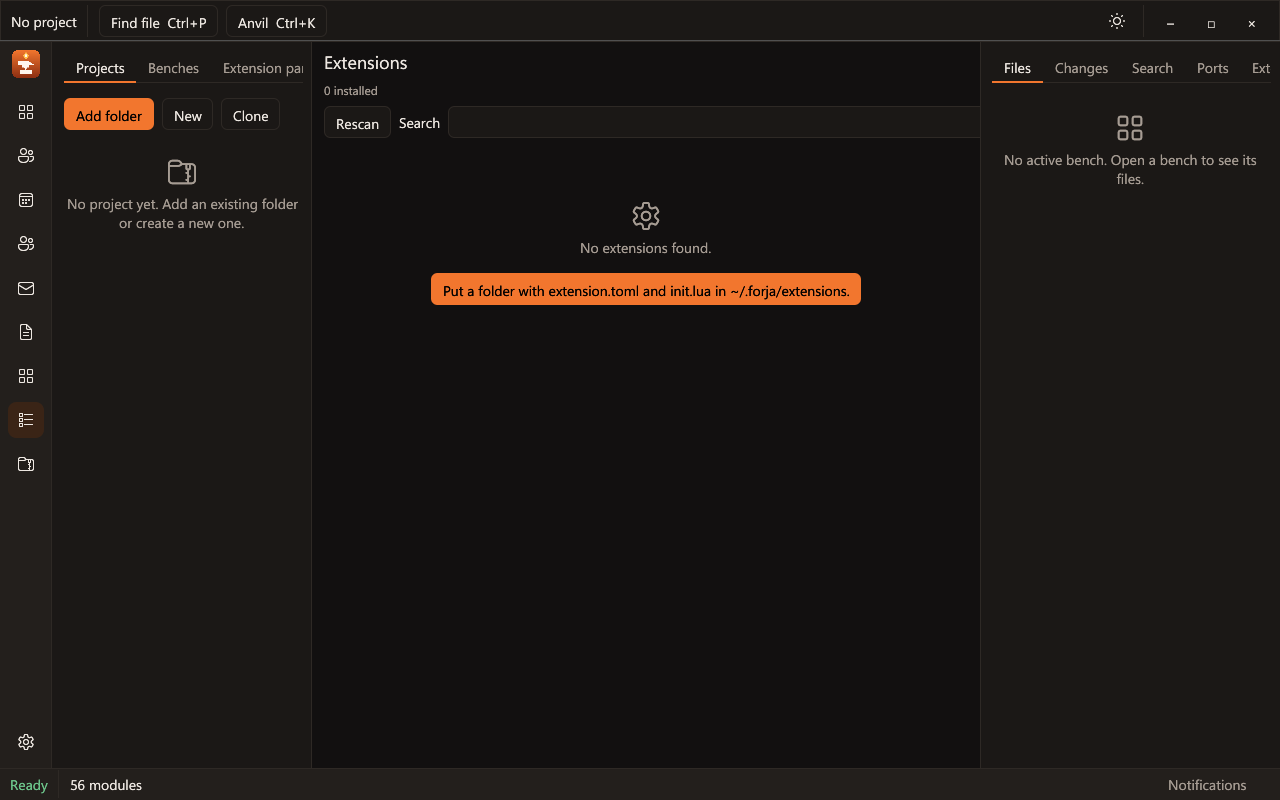 No project
Find file Ctrl+P
Anvil Ctrl+K
Projects
Benches
Extension pa
Add folder
New
Clone
No project yet. Add an existing folder
or create a new one.
Extensions
0 installed
Rescan
Search
No extensions found.
Put a folder with extension.toml and init.lua in ~/.forja/extensions.
Files
Changes
Search
Ports
Ext
No active bench. Open a bench to see its
files.
Ready
56 modules
Notifications